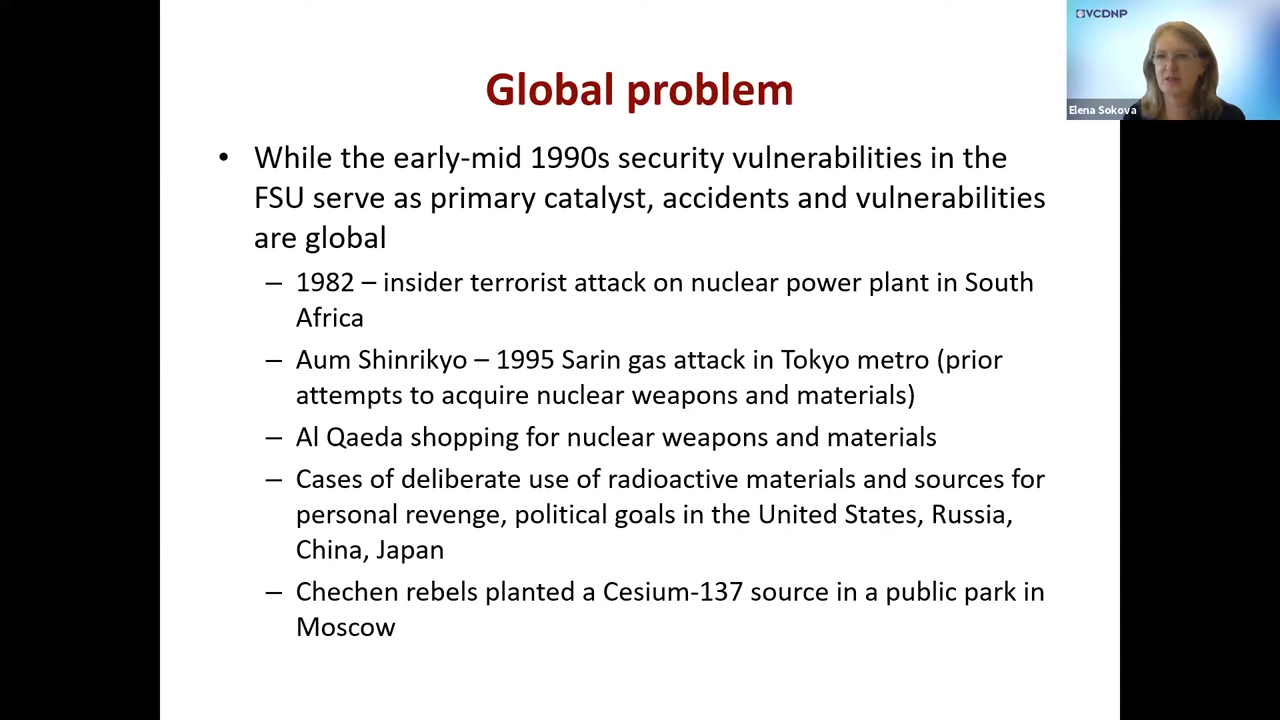 VCDNP
Elena Sokova
Global problem
• While the early-mid 1990s security vulnerabilities in the
FSU serve as primary catalyst, accidents and vulnerabilities
are global
– 1982 – insider terrorist attack on nuclear power plant in South
Africa
– Aum Shinrikyo – 1995 Sarin gas attack in Tokyo metro (prior
attempts to acquire nuclear weapons and materials)
– Al Qaeda shopping for nuclear weapons and materials
– Cases of deliberate use of radioactive materials and sources for
personal revenge, political goals in the United States, Russia,
China, Japan
– Chechen rebels planted a Cesium-137 source in a public park in
Moscow